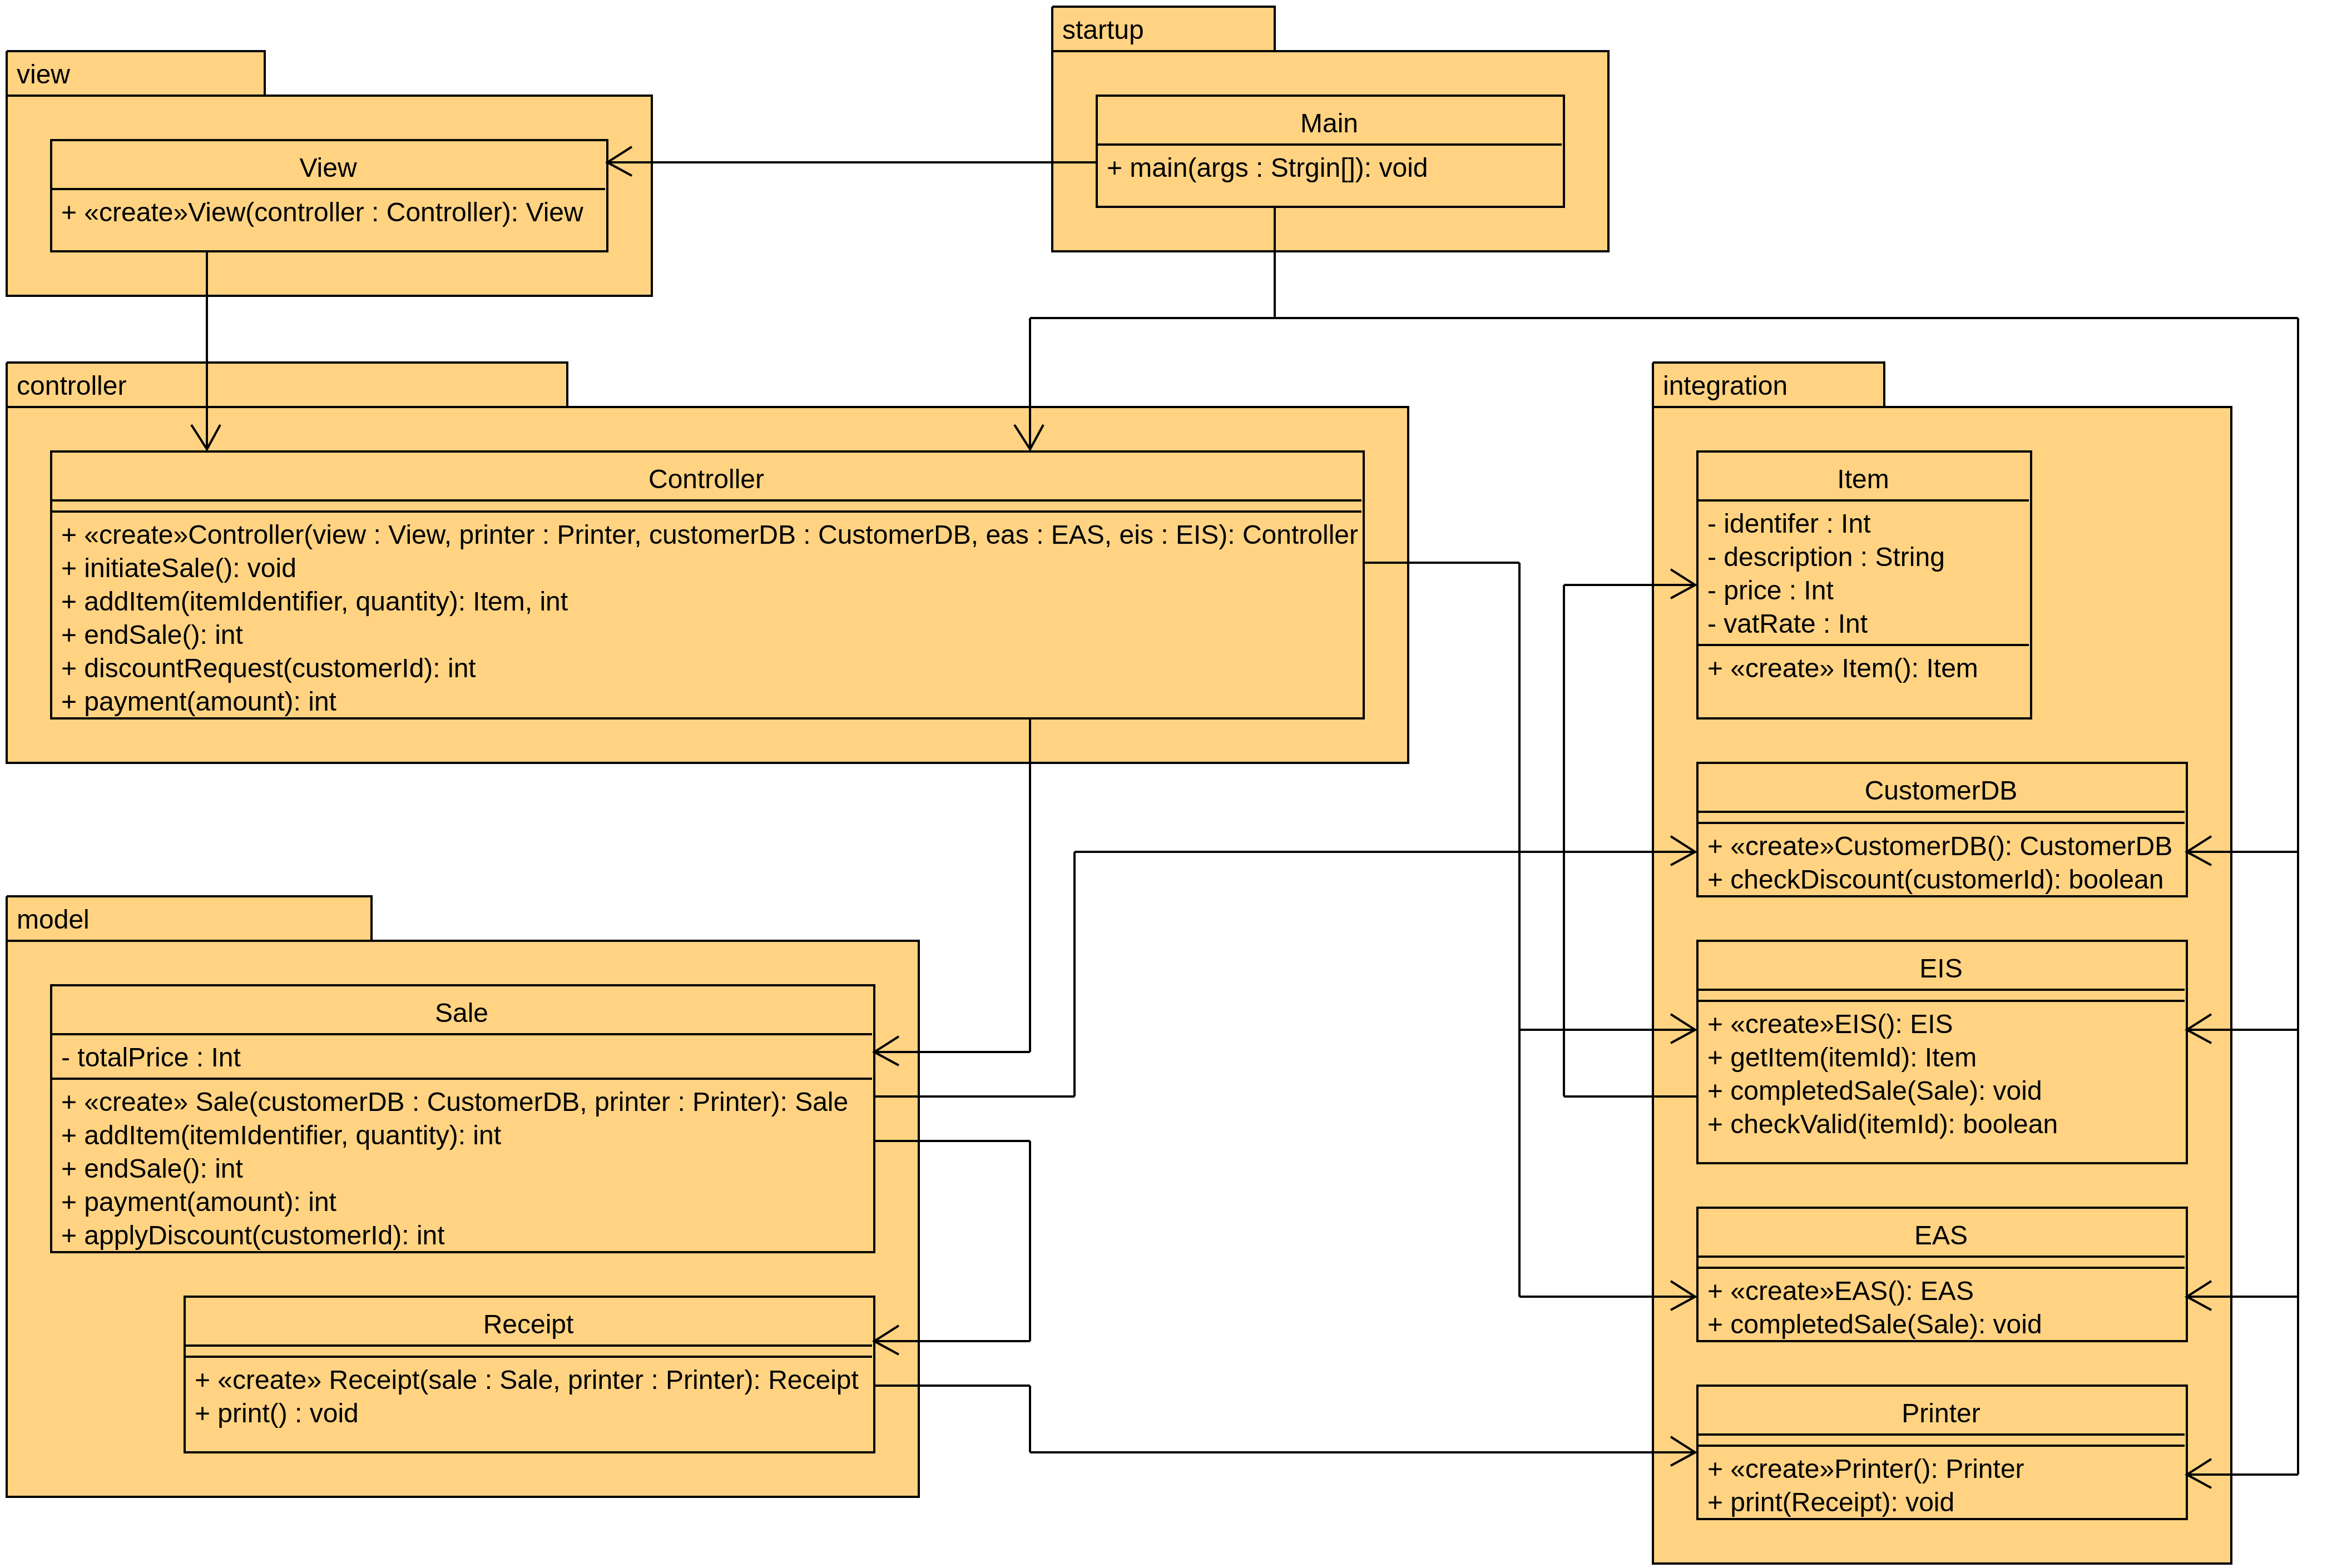 startup
Main
+ main(args : Strgin[]): void
view
View
+ «create»View(controller : Controller): View
controller
Controller
+ «create»Controller(view : View, printer : Printer, customerDB : CustomerDB, eas : EAS, eis : EIS): Controller
+ initiateSale(): void
+ addItem(itemIdentifier, quantity): Item, int
+ endSale(): int
+ discountRequest(customerId): int
+ payment(amount): int
model
Sale
- totalPrice : Int
+ «create» Sale(customerDB : CustomerDB, printer : Printer): Sale
+ addItem(itemIdentifier, quantity): int
+ endSale(): int
+ payment(amount): int
+ applyDiscount(customerId): int
Receipt
+ «create» Receipt(sale : Sale, printer : Printer): Receipt
+ print() : void
integration
Item
- identifer : Int
- description : String
- price : Int
- vatRate : Int
+ «create» Item(): Item
CustomerDB
+ «create»CustomerDB(): CustomerDB
+ checkDiscount(customerId): boolean
EIS
+ «create»EIS(): EIS
+ getItem(itemId): Item
+ completedSale(Sale): void
+ checkValid(itemId): boolean
EAS
+ «create»EAS(): EAS
+ completedSale(Sale): void
Printer
+ «create»Printer(): Printer
+ print(Receipt): void